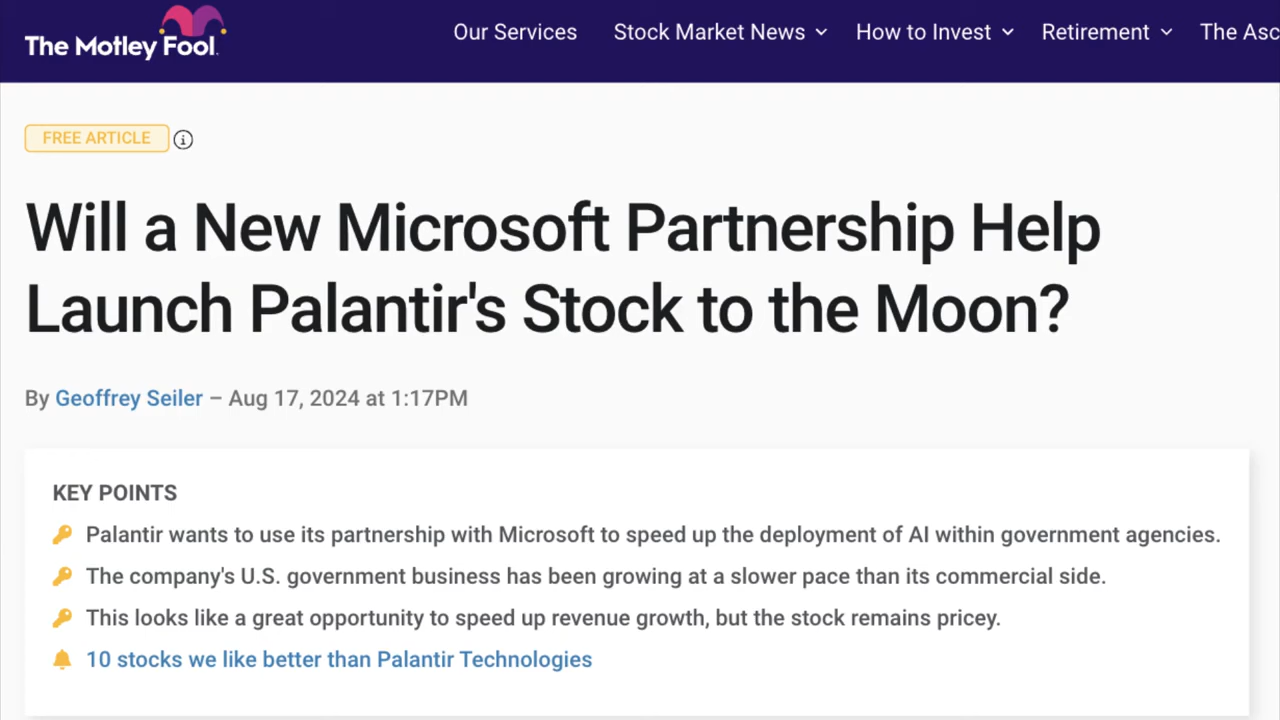 The Motley Fool.
Our Services
Stock Market News
How to Invest
Retirement
The Asc
FREE ARTICLE
Will a New Microsoft Partnership Help
Launch Palantir's Stock to the Moon?
By Geoffrey Seiler – Aug 17, 2024 at 1:17PM
KEY POINTS
Palantir wants to use its partnership with Microsoft to speed up the deployment of AI within government agencies.
The company's U.S. government business has been growing at a slower pace than its commercial side.
This looks like a great opportunity to speed up revenue growth, but the stock remains pricey.
10 stocks we like better than Palantir Technologies